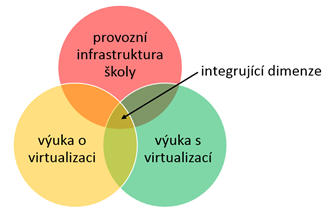 provozní
infrastruktura
školy
integrující dimenze
výuka o
virtualizaci
výuka s
virtualizací